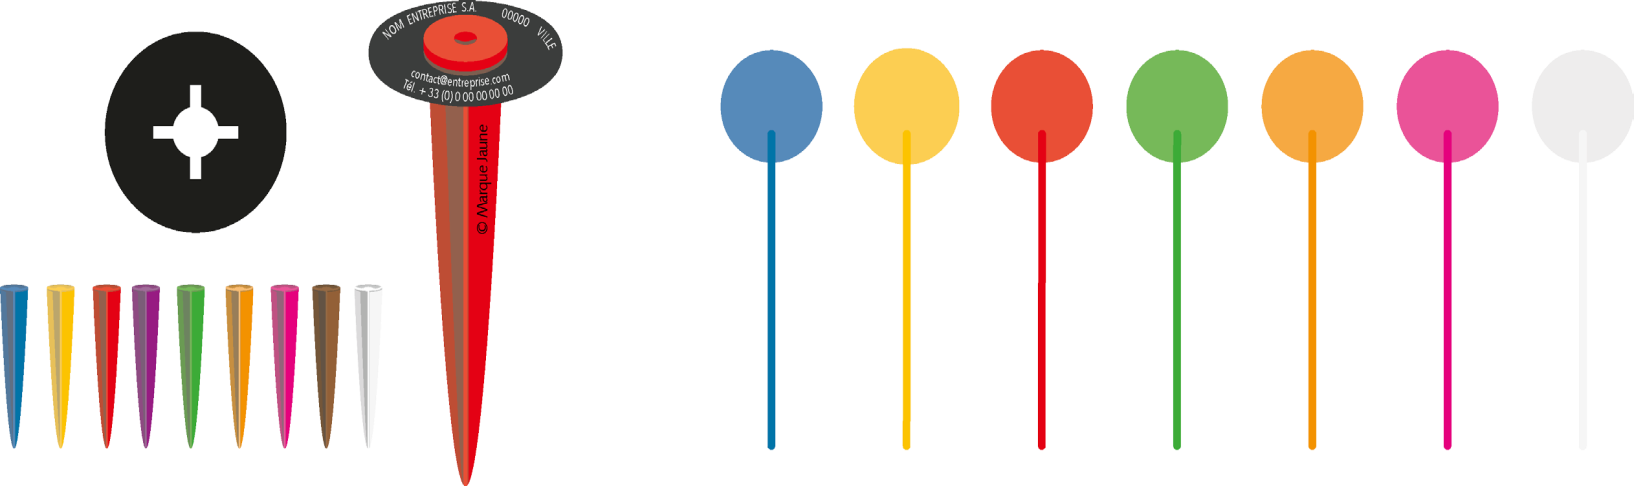 NOM ENTREPRISE S.A. 00000 VILLE
contact@entreprise.com
Tél. + 33 (0)0 00 00 00 00
© Marque Jaune